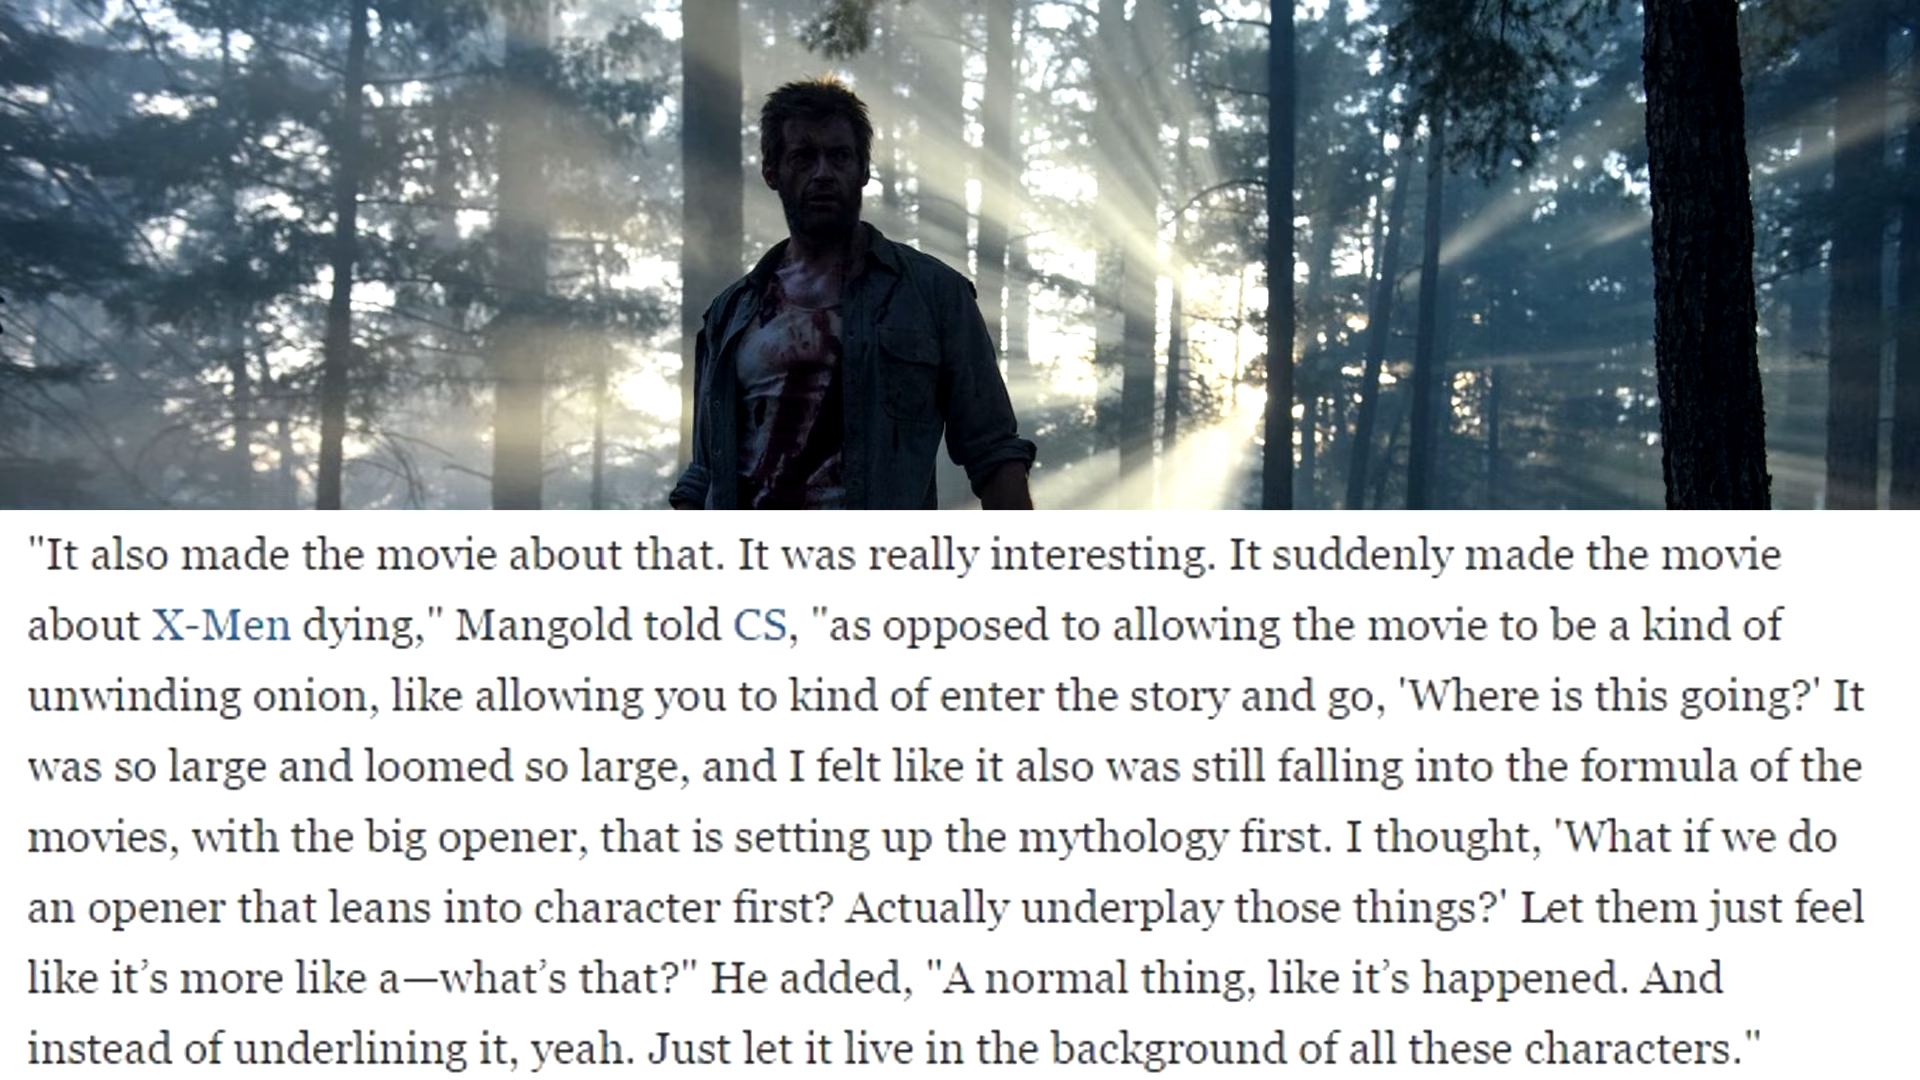 "It also made the movie about that. It was really interesting. It suddenly made the movie
about X-Men dying," Mangold told CS, "as opposed to allowing the movie to be a kind of
unwinding onion, like allowing you to kind of enter the story and go, 'Where is this going?' It
was so large and loomed so large, and I felt like it also was still falling into the formula of the
movies, with the big opener, that is setting up the mythology first. I thought, 'What if we do
an opener that leans into character first? Actually underplay those things?' Let them just feel
like it’s more like a—what’s that?" He added, "A normal thing, like it’s happened. And
instead of underlining it, yeah. Just let it live in the background of all these characters."